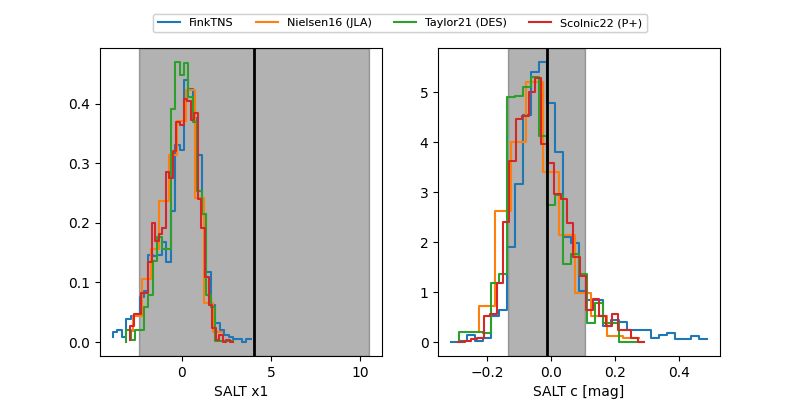 FinkTNS Nielsen16 (JLA) Taylor21 (DES) Scolnic22 (P+)
0.4
0.3
0.2
0.1
0.0
0 5 10
SALT x1
5
4
3
2
1
0
−0.2 0.0 0.2 0.4
SALT c [mag]